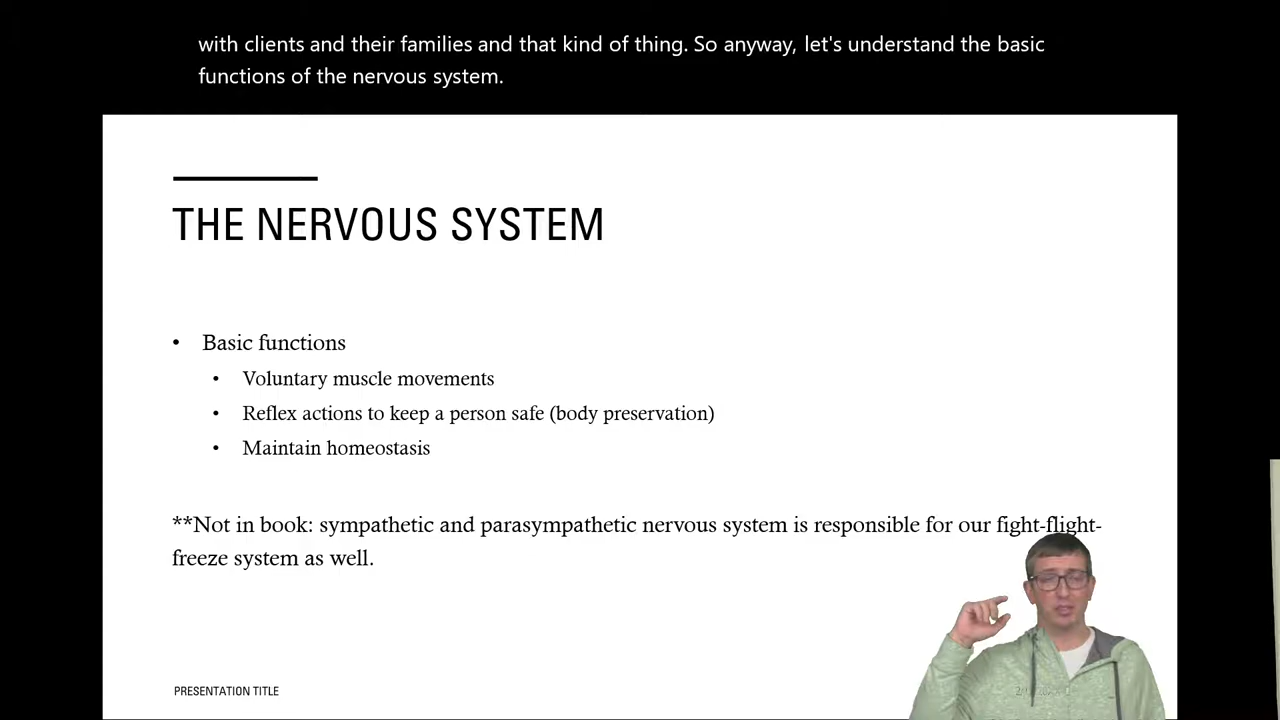 with clients and their families and that kind of thing. So anyway, let's understand the basic
functions of the nervous system.
THE NERVOUS SYSTEM
• Basic functions
• Voluntary muscle movements
• Reflex actions to keep a person safe (body preservation)
• Maintain homeostasis
**Not in book: sympathetic and parasympathetic nervous system is responsible for our fight-flight-
freeze system as well.
PRESENTATION TITLE